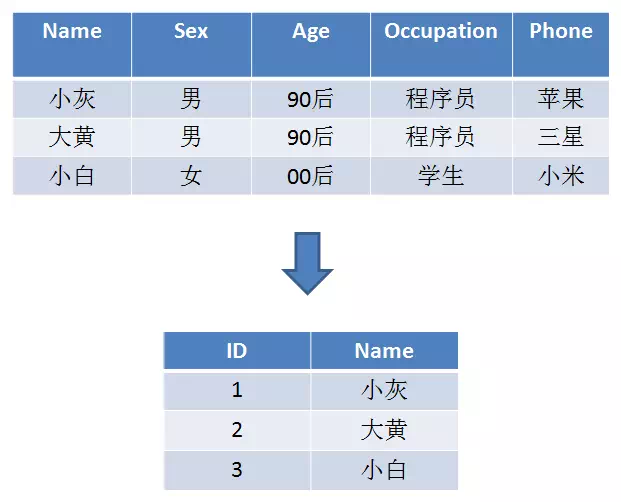 Name Sex Age Occupation Phone
小灰 男 90后 程序员 苹果
大黄 男 90后 程序员 三星
小白 女 00后 学生 小米
ID Name
1 小灰
2 大黄
3 小白